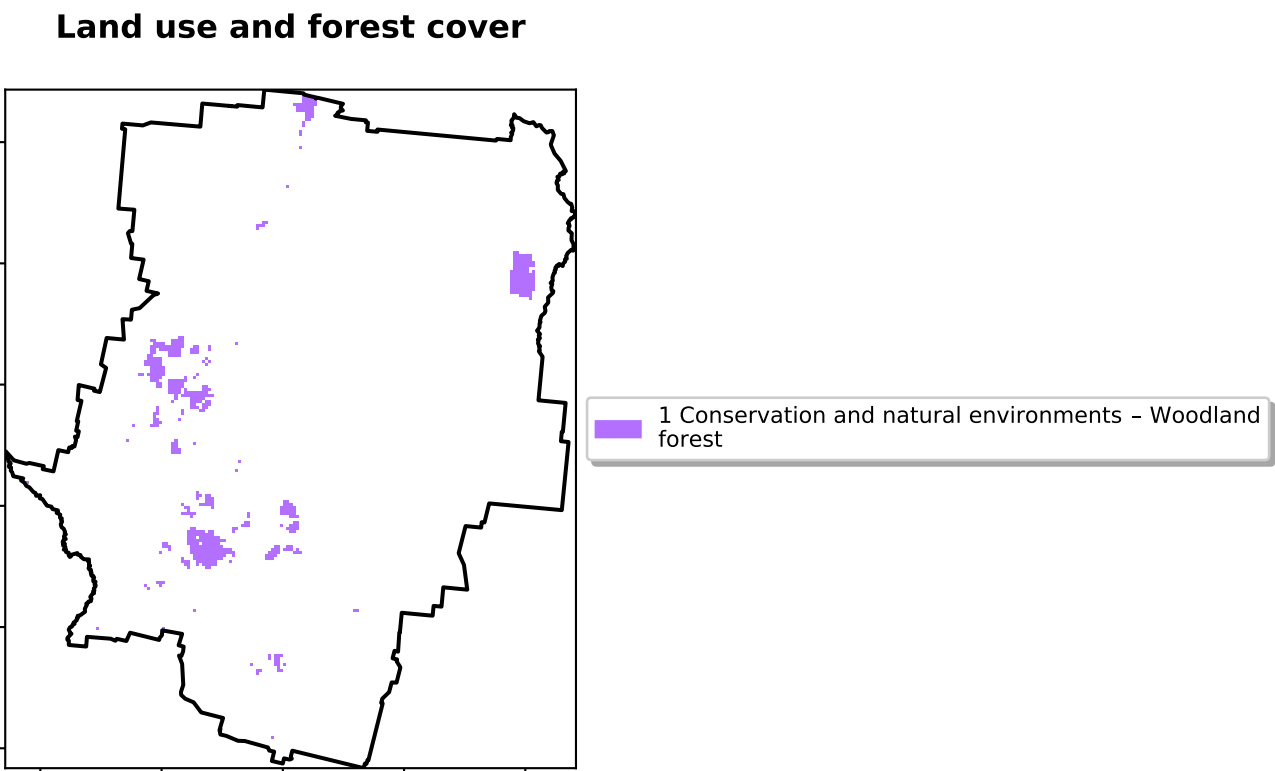 Land use and forest cover
1 Conservation and natural environments – Woodland
forest